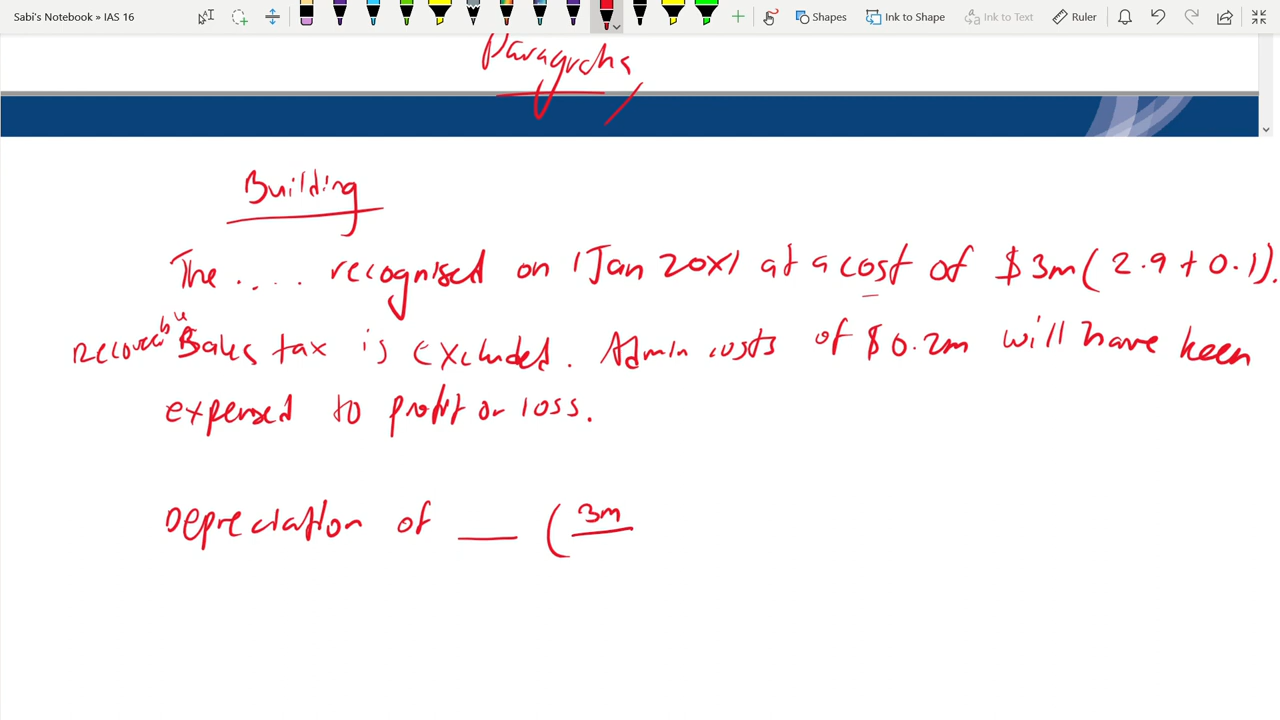 Sabi's Notebook » IAS 16
Shapes
Ink to Shape
Ink to Text
Ruler
Paragraphs
Building
The .... recognised on 1 Jan 20X1 at a cost of $3m (2.9 + 0.1).
Sales tax is excluded. Admin costs of $0.2m will have been
expensed to profit or loss.
Depreciation of ___ (3m